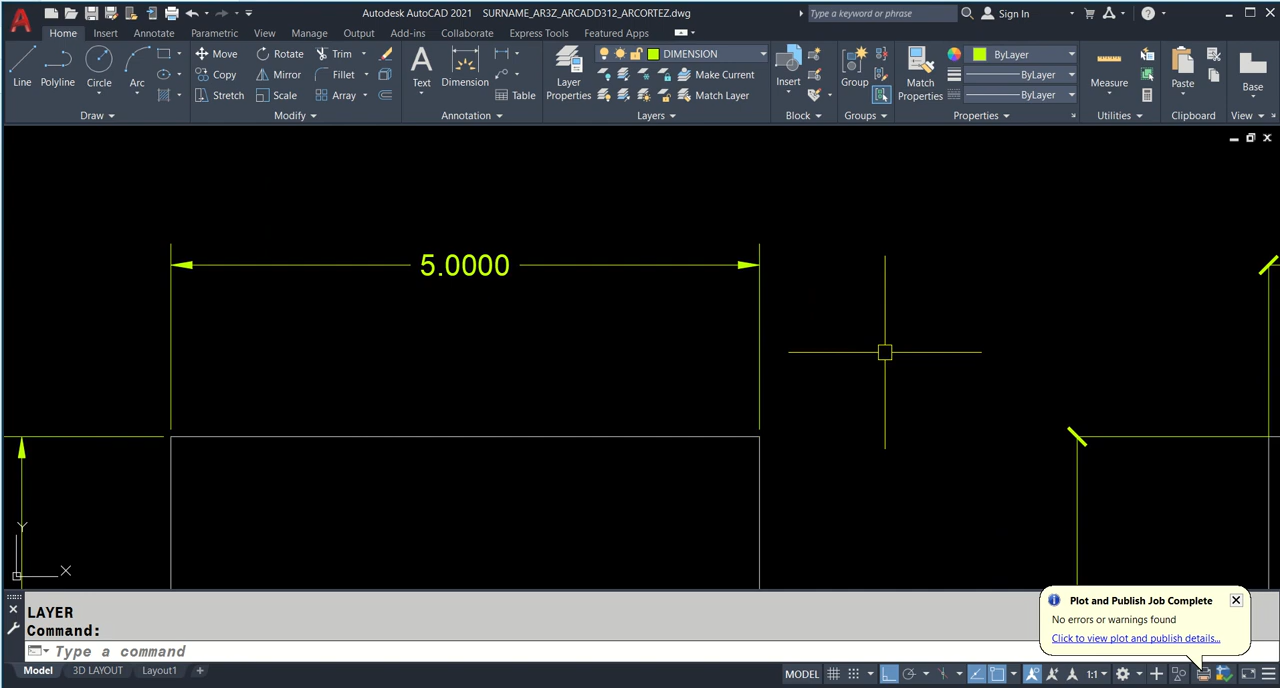 Autodesk AutoCAD 2021 SURNAME_AR3Z_ARCADD312_ARCORTEZ.dwg
Type a keyword or phrase
Sign In
Home Insert Annotate Parametric View Manage Output Add-ins Collaborate Express Tools Featured Apps
Line Polyline Circle Arc
Draw
Move Rotate Trim
Copy Mirror Fillet
Stretch Scale Array
Modify
Text Dimension Table
Annotation
Layer Properties
DIMENSION
Make Current
Match Layer
Layers
Insert
Block
Group
Groups
Match Properties
ByLayer
ByLayer
ByLayer
Properties
Measure
Utilities
Paste
Clipboard
Base
View
5.0000
Y
X
LAYER
Command:
Type a command
Plot and Publish Job Complete
No errors or warnings found
Click to view plot and publish details...
Model 3D LAYOUT Layout1 +
MODEL 1:1